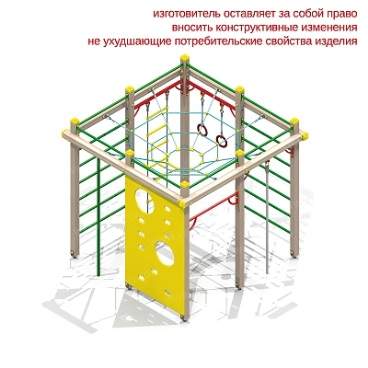 изготовитель оставляет за собой право
вносить конструктивные изменения
не ухудшающие потребительские свойства изделия